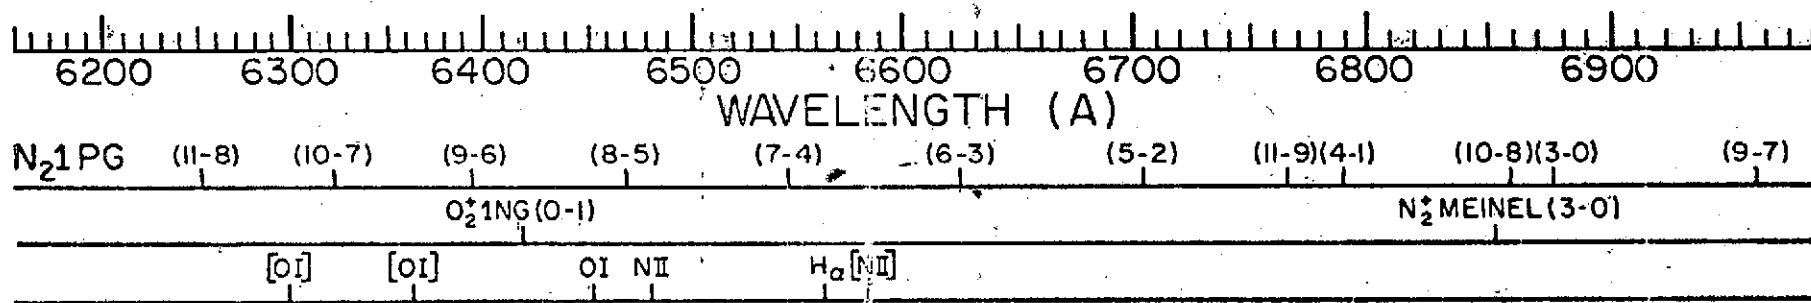 6200 6300 6400 6500 6600 6700 6800 6900
WAVELENGTH (A)
N₂1PG (11-8) (10-7) (9-6) (8-5) (7-4) (6-3) (5-2) (11-9)(4-1) (10-8)(3-0) (9-7)
O₂⁺1NG(0-1) N₂⁺MEINEL(3-0)
[OI] [OI] OI NII Hα[NII]